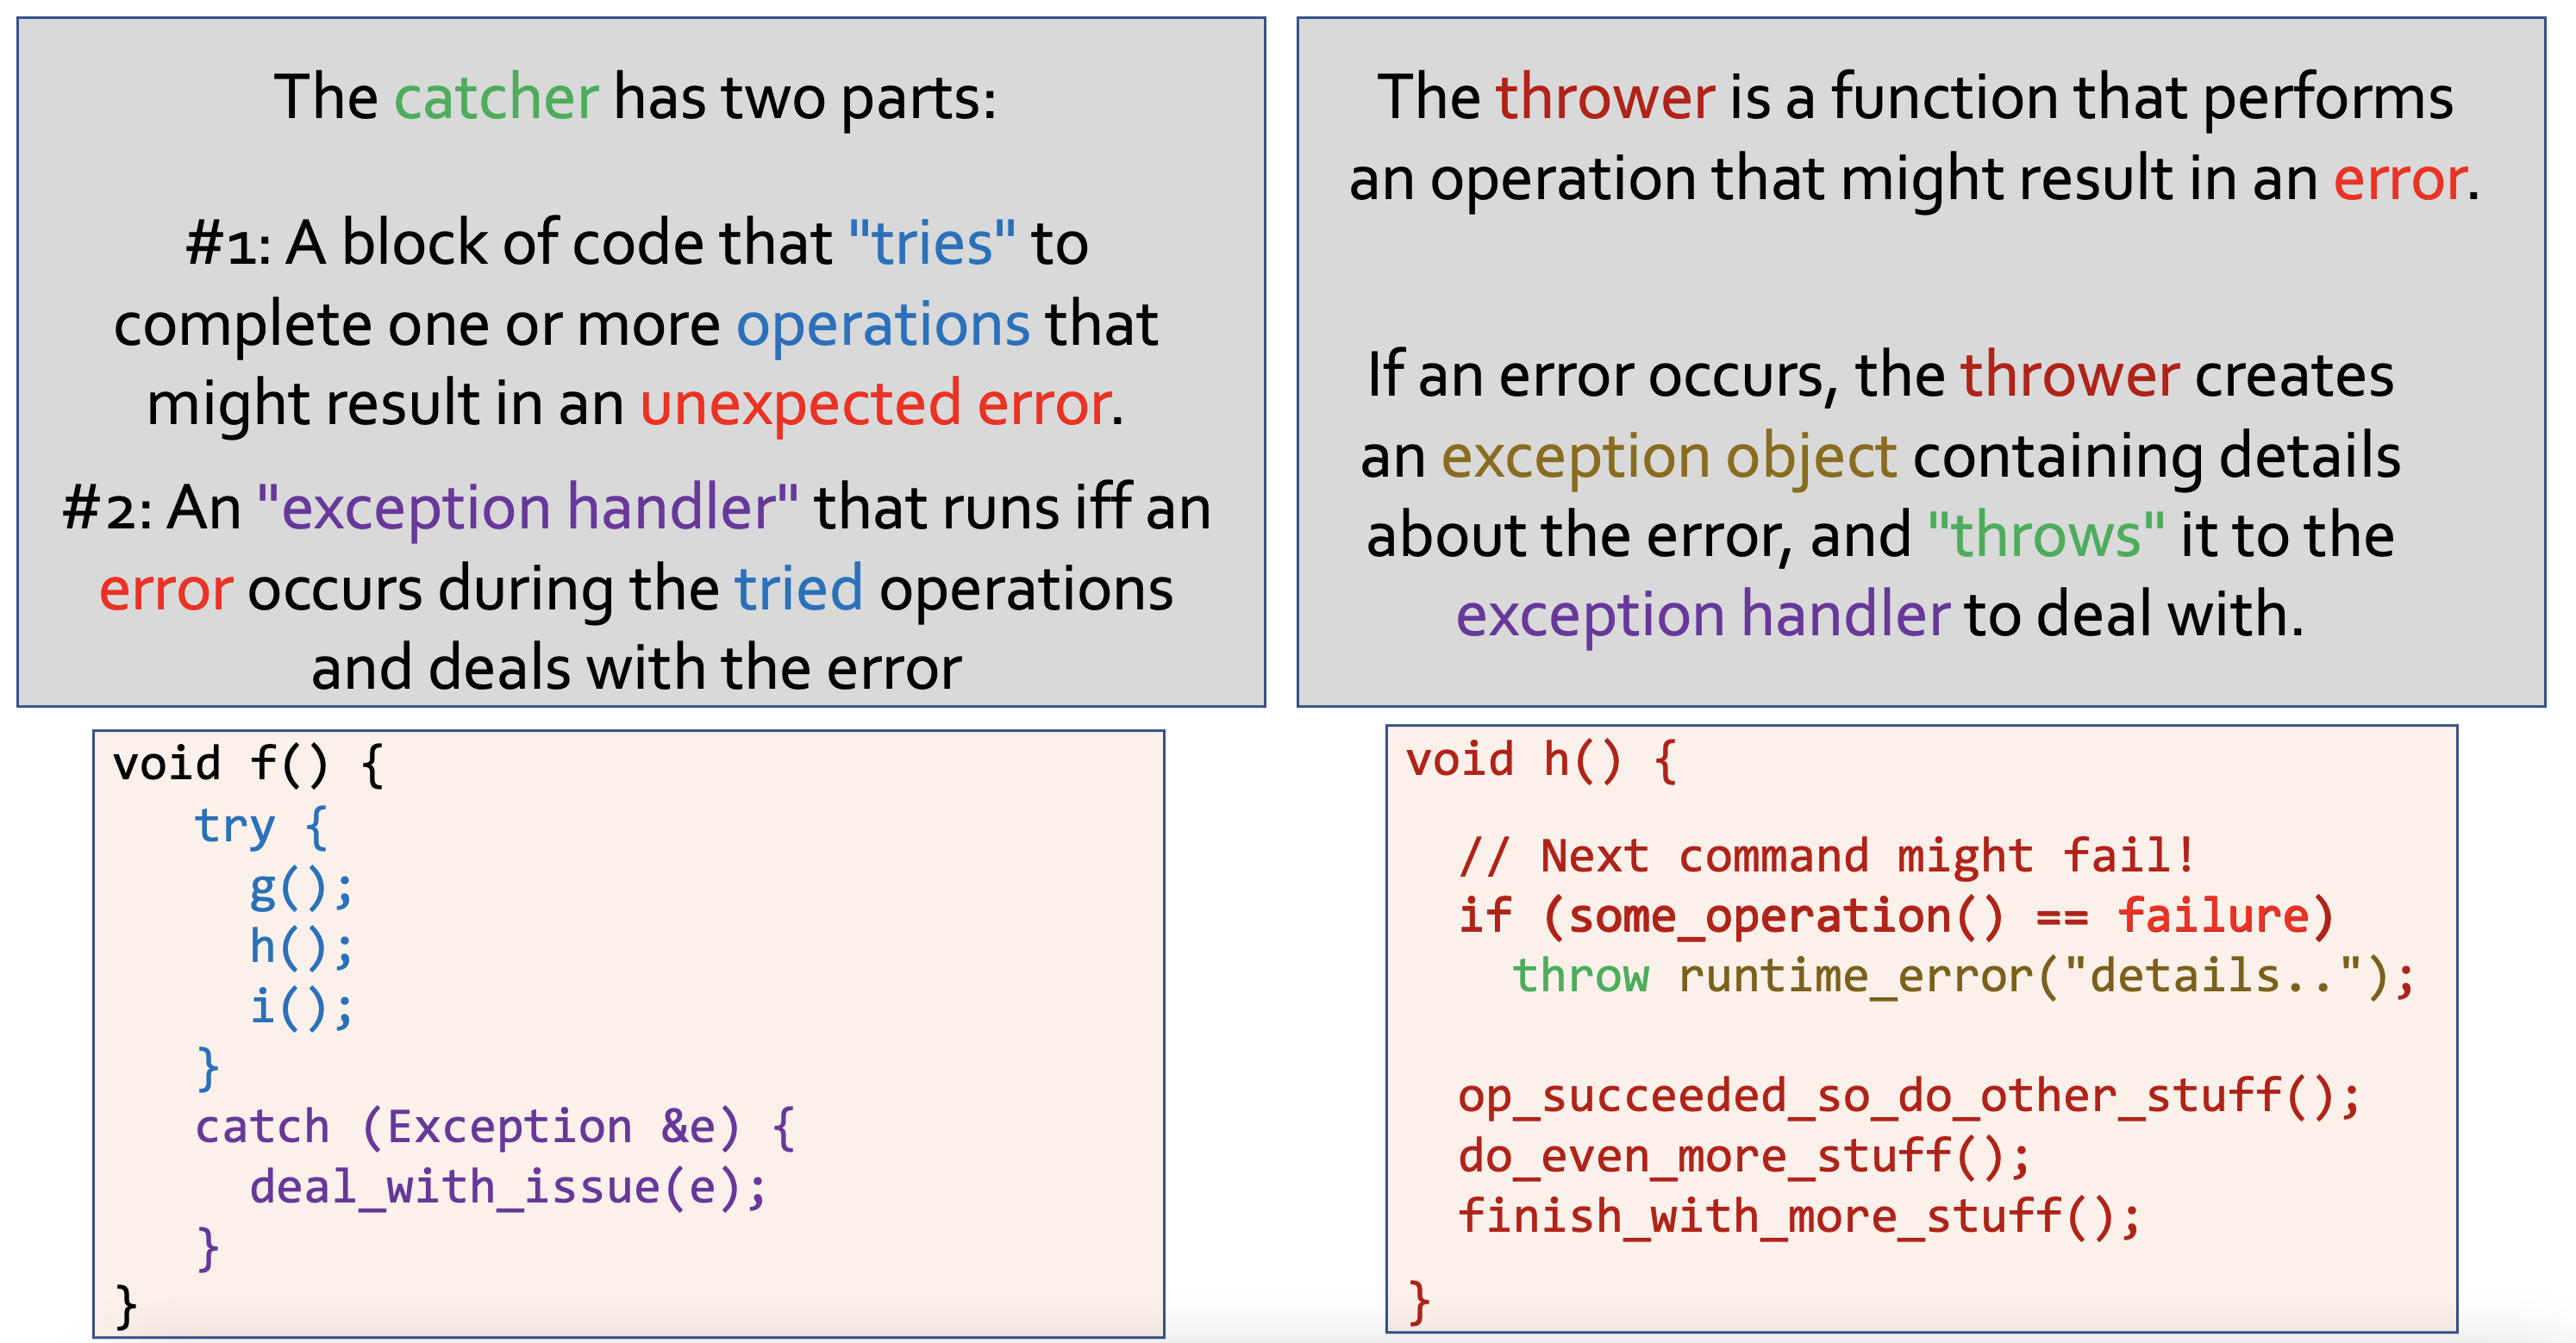 The catcher has two parts:
#1: A block of code that "tries" to
complete one or more operations that
might result in an unexpected error.
#2: An "exception handler" that runs iff an
error occurs during the tried operations
and deals with the error
The thrower is a function that performs
an operation that might result in an error.
If an error occurs, the thrower creates
an exception object containing details
about the error, and "throws" it to the
exception handler to deal with.
void f() {
try {
g();
h();
i();
}
catch (Exception &e) {
deal_with_issue(e);
}
}
void h() {
// Next command might fail!
if (some_operation() == failure)
throw runtime_error("details..");
op_succeeded_so_do_other_stuff();
do_even_more_stuff();
finish_with_more_stuff();
}